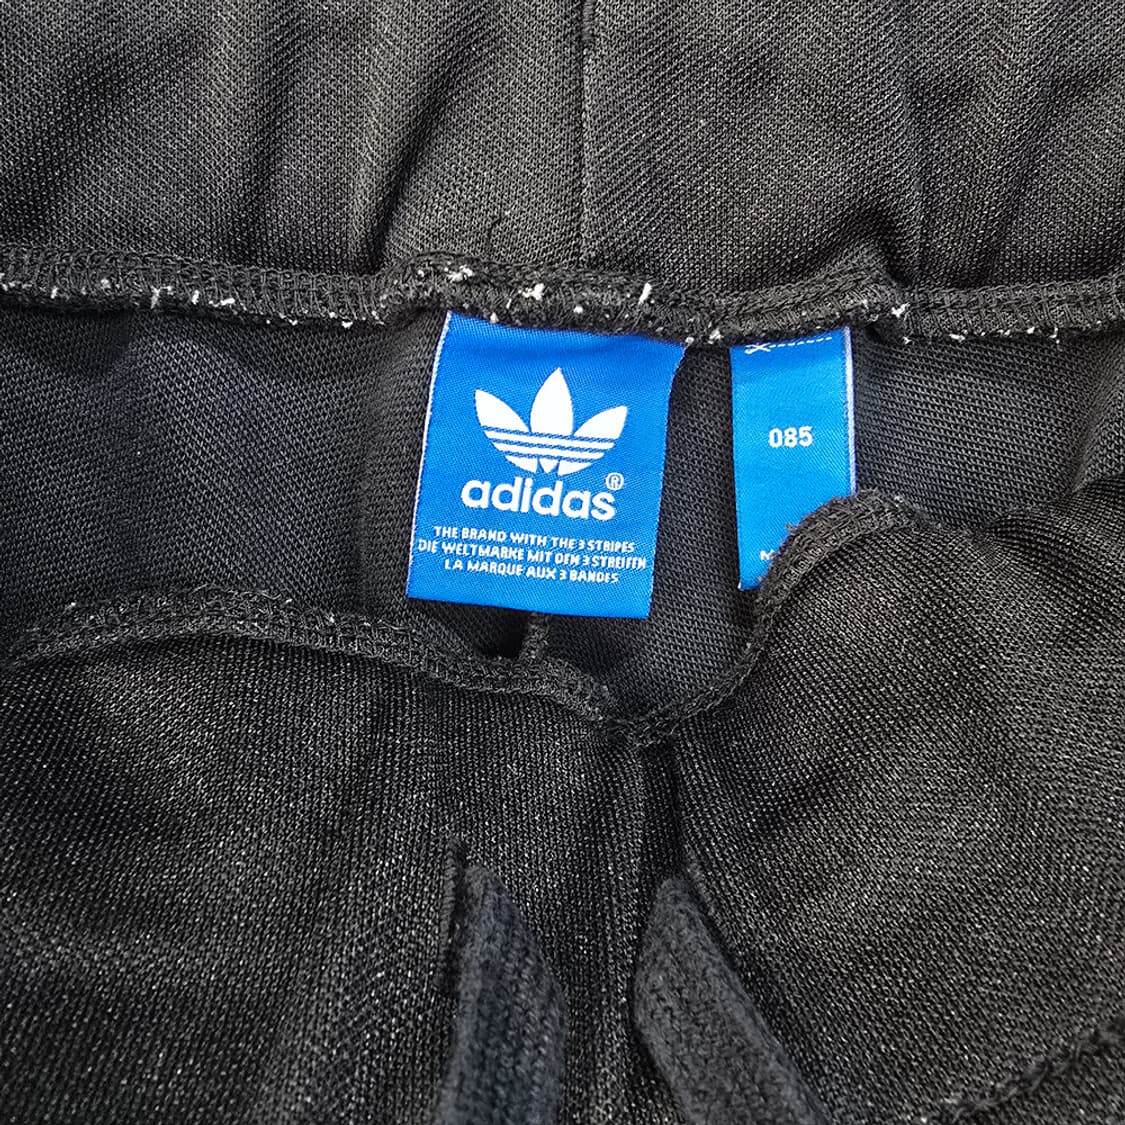 adidas®
THE BRAND WITH THE 3 STRIPES
DIE WELTMARKE MIT DEN 3 STREIFEN
LA MARQUE AUX 3 BANDES
085